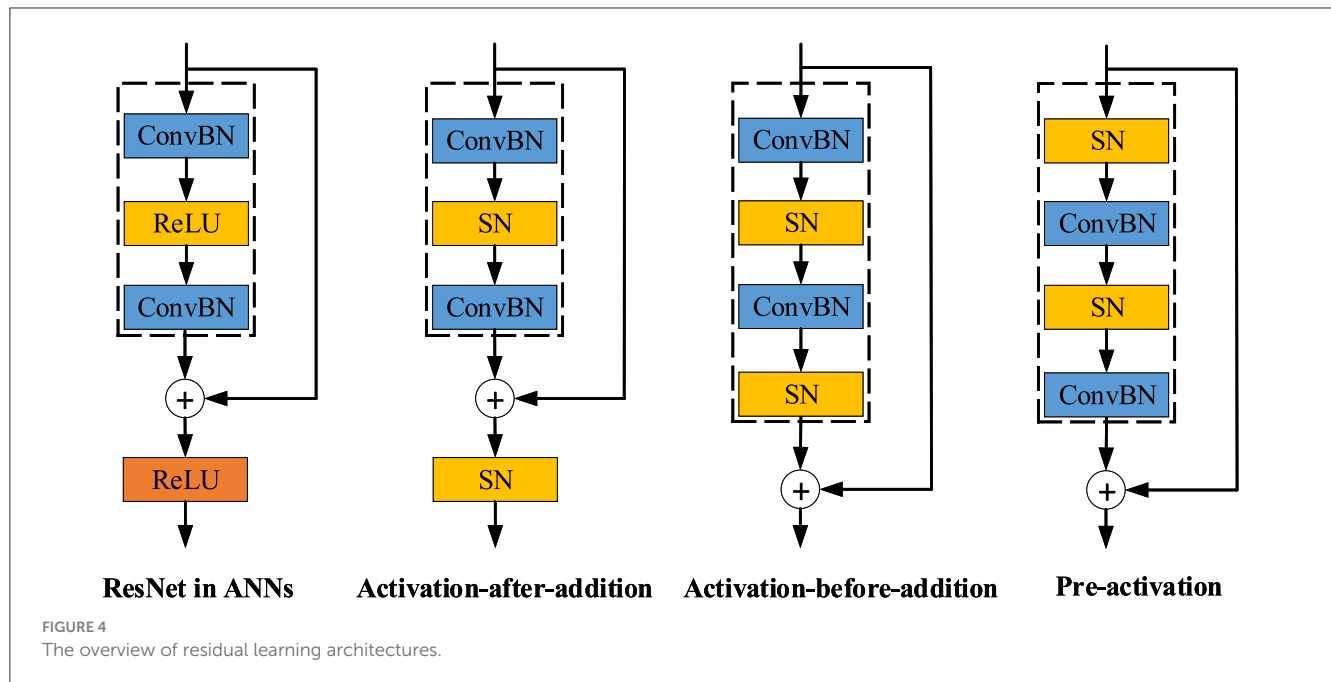 ConvBN
ReLU
ConvBN
+
ReLU
ResNet in ANNs
ConvBN
SN
ConvBN
+
SN
Activation-after-addition
ConvBN
SN
ConvBN
SN
+
Activation-before-addition
SN
ConvBN
SN
ConvBN
+
Pre-activation
FIGURE 4
The overview of residual learning architectures.